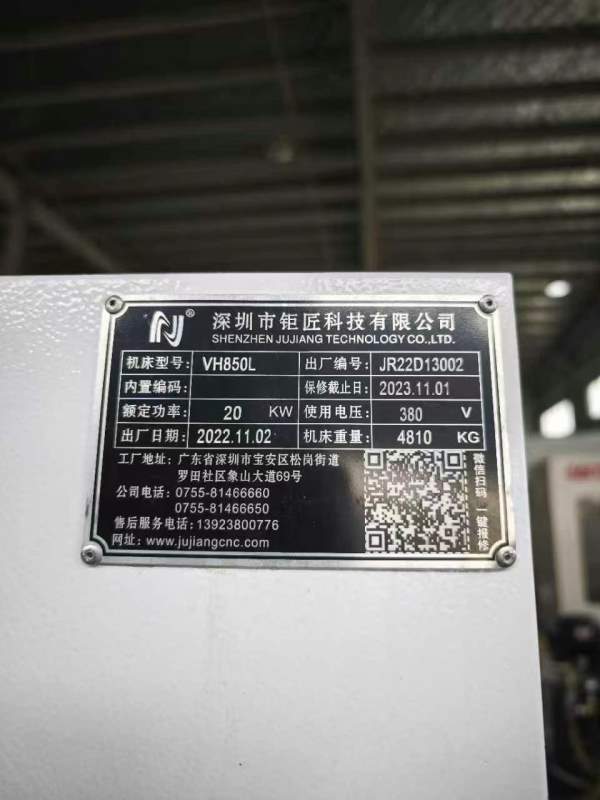 NJ®
深圳市钜匠科技有限公司
SHENZHEN JUJIANG TECHNOLOGY CO.,LTD.
机床型号: VH850L 出厂编号: JR22D13002
内置编码: 保修截止日: 2023.11.01
额定功率: 20 KW 使用电压: 380 V
出厂日期: 2022.11.02 机床重量: 4810 KG
工厂地址: 广东省深圳市宝安区松岗街道
罗田社区象山大道69号
公司电话: 0755-81466660
0755-81466650
售后服务电话: 13923800776
网址: www.jujiangcnc.com
微信扫码 一键报修